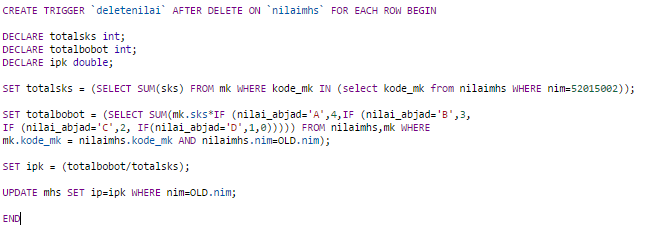 CREATE TRIGGER `deletenilai` AFTER DELETE ON `nilaimhs` FOR EACH ROW BEGIN
DECLARE totalsks int;
DECLARE totalbobot int;
DECLARE ipk double;
SET totalsks = (SELECT SUM(sks) FROM mk WHERE kode_mk IN (select kode_mk from nilaimhs WHERE nim=52015002));
SET totalbobot = (SELECT SUM(mk.sks*IF (nilai_abjad='A',4,IF (nilai_abjad='B',3,
IF (nilai_abjad='C',2, IF(nilai_abjad='D',1,0))))) FROM nilaimhs,mk WHERE
mk.kode_mk = nilaimhs.kode_mk AND nilaimhs.nim=OLD.nim);
SET ipk = (totalbobot/totalsks);
UPDATE mhs SET ip=ipk WHERE nim=OLD.nim;
END